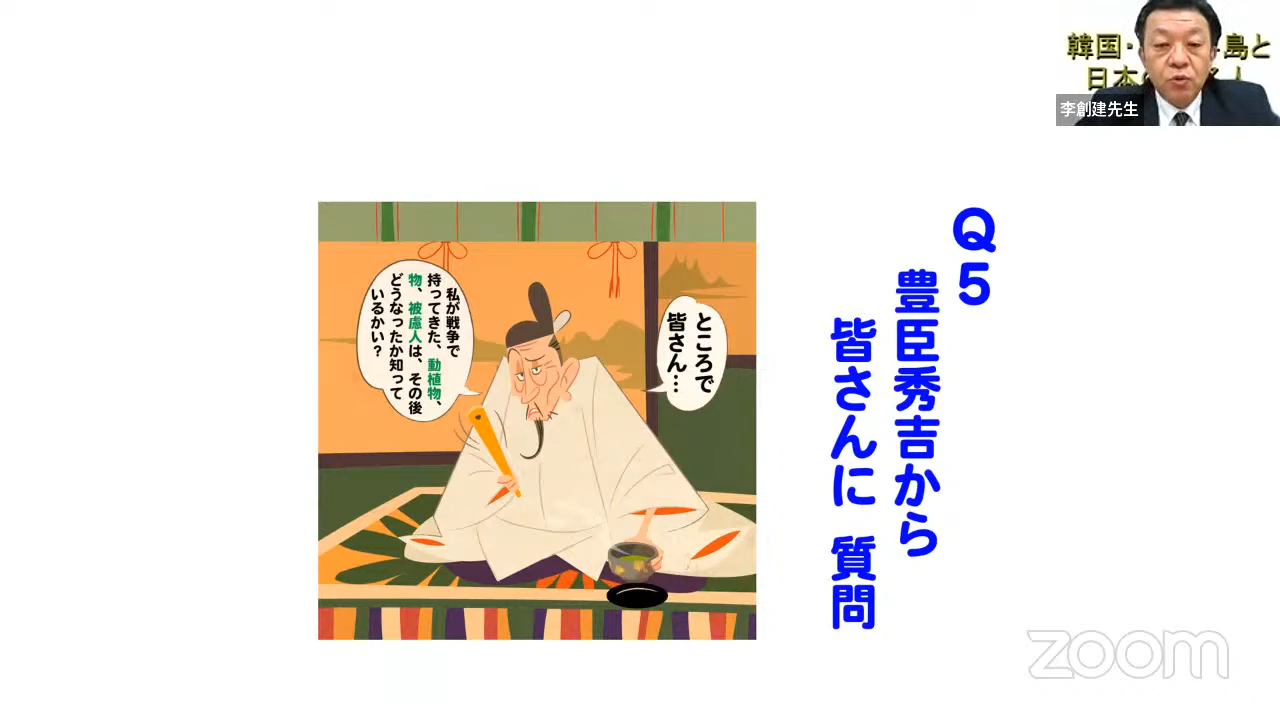 Q5
豊臣秀吉から
皆さんに 質問
ところで
皆さん…
私が戦争で
持ってきた、動植物、
物、被慮人は、その後
どうなったか知って
いるかい?
韓国・
島と
日本
人
李創建先生
zoom